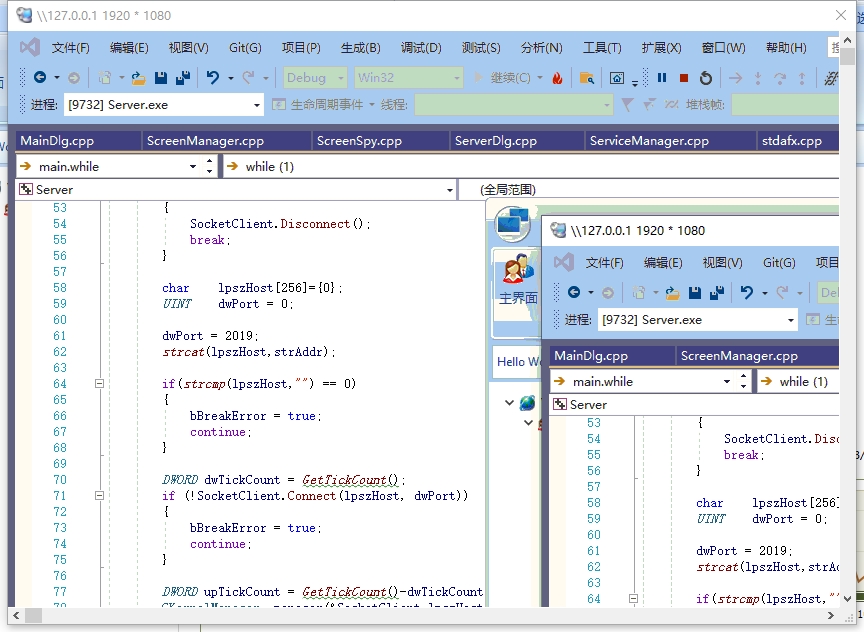 \\127.0.0.1 1920 * 1080
文件(F) 编辑(E) 视图(V) Git(G) 项目(P) 生成(B) 调试(D) 测试(S) 分析(N) 工具(T) 扩展(X) 窗口(W) 帮助(H)
Debug Win32 继续(C)
进程: [9732] Server.exe 生命周期事件 线程: 堆栈帧:
MainDlg.cpp ScreenManager.cpp ScreenSpy.cpp ServerDlg.cpp ServiceManager.cpp stdafx.cpp
main.while while (1)
Server (全局范围)
53 {
54 SocketClient.Disconnect();
55 break;
56 }
57
58 char lpszHost[256]={0};
59 UINT dwPort = 0;
60
61 dwPort = 2019;
62 strcat(lpszHost,strAddr);
63
64 if(strcmp(lpszHost,"") == 0)
65 {
66 bBreakError = true;
67 continue;
68 }
69
70 DWORD dwTickCount = GetTickCount();
71 if (!SocketClient.Connect(lpszHost, dwPort))
72 {
73 bBreakError = true;
74 continue;
75 }
76
77 DWORD upTickCount = GetTickCount()-dwTickCount
主界面
Hello
\\127.0.0.1 1920 * 1080
文件(F) 编辑(E) 视图(V) Git(G) 项目
进程: [9732] Server.exe
MainDlg.cpp ScreenManager.cpp
main.while while (1)
Server
53 {
54 SocketClient.Disc
55 break;
56 }
57
58 char lpszHost[256]
59 UINT dwPort = 0;
60
61 dwPort = 2019;
62 strcat(lpszHost,strA
63
64 if(strcmp(lpszHost,"